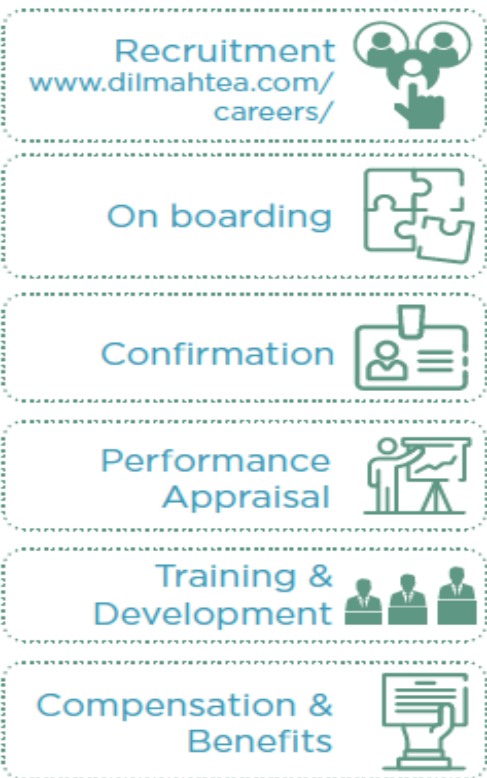 Recruitment
www.dilmahtea.com/
careers/
On boarding
Confirmation
Performance
Appraisal
Training &
Development
Compensation &
Benefits